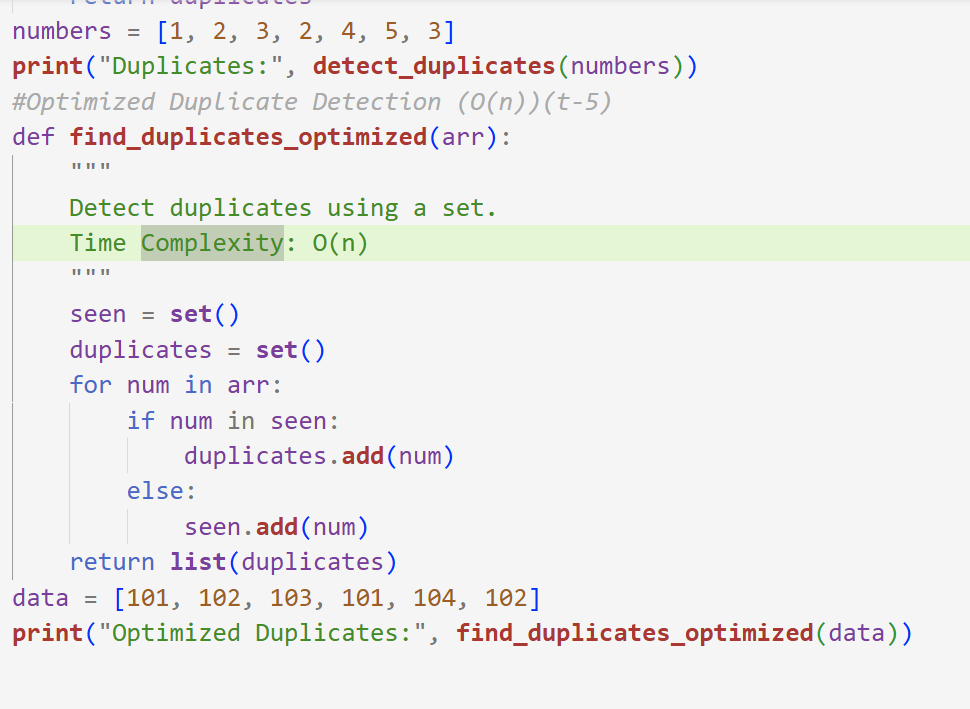 return duplicates
numbers = [1, 2, 3, 2, 4, 5, 3]
print("Duplicates:", detect_duplicates(numbers))
#Optimized Duplicate Detection (O(n))(t-5)
def find_duplicates_optimized(arr):
    """
    Detect duplicates using a set.
    Time Complexity: O(n)
    """
    seen = set()
    duplicates = set()
    for num in arr:
        if num in seen:
            duplicates.add(num)
        else:
            seen.add(num)
    return list(duplicates)
data = [101, 102, 103, 101, 104, 102]
print("Optimized Duplicates:", find_duplicates_optimized(data))